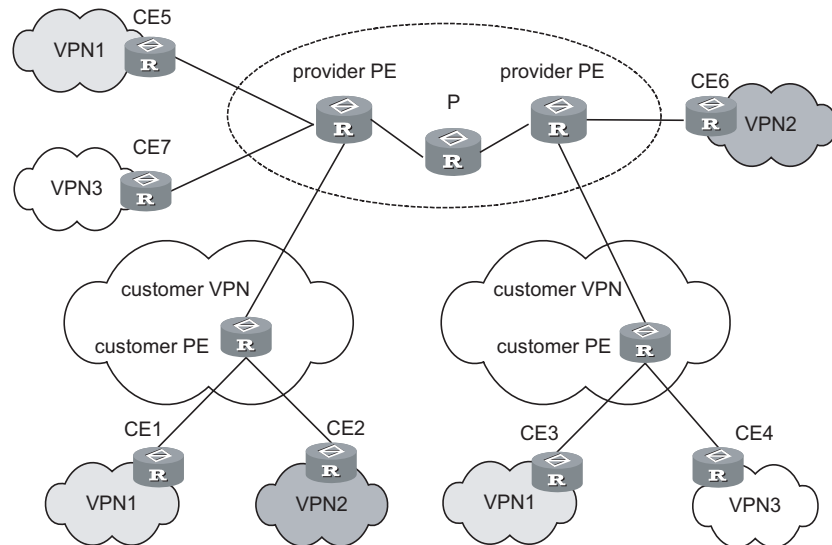 CE5
VPN1
provider PE
provider PE
P
CE6
VPN2
R
R
R
R
R
CE7
VPN3
R
customer VPN
customer VPN
customer PE
R
customer PE
R
CE1
CE2
CE3
CE4
R
R
R
R
VPN1
VPN2
VPN1
VPN3